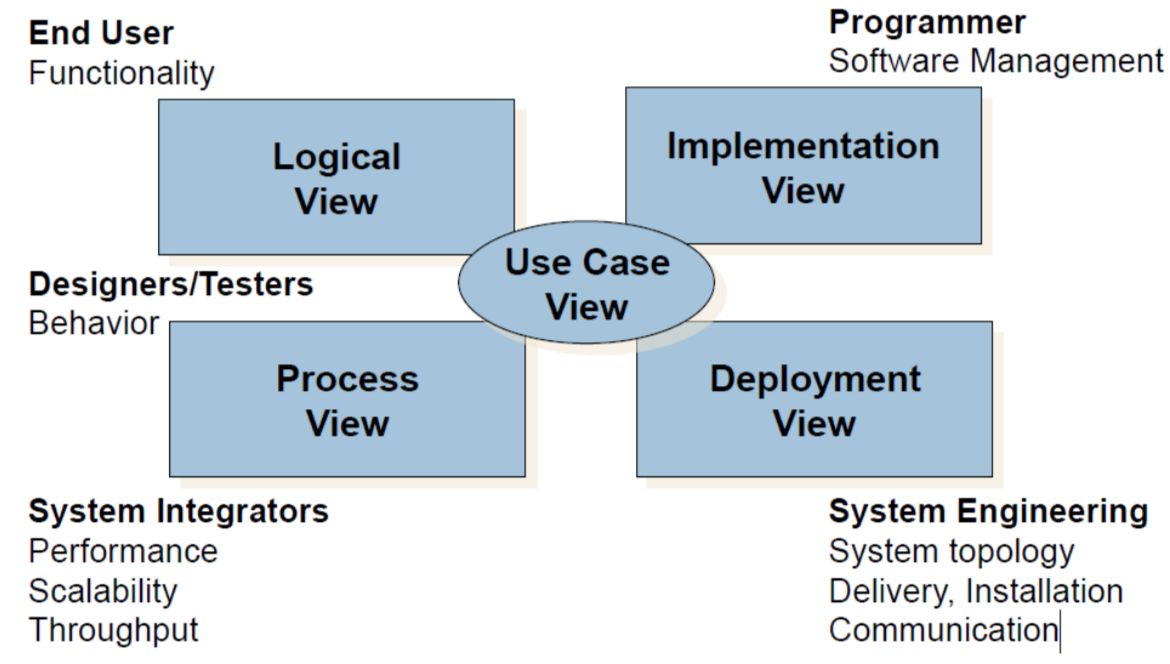 End User
Functionality
Programmer
Software Management
Logical
View
Implementation
View
Use Case
View
Designers/Testers
Behavior
Process
View
Deployment
View
System Integrators
Performance
Scalability
Throughput
System Engineering
System topology
Delivery, Installation
Communication